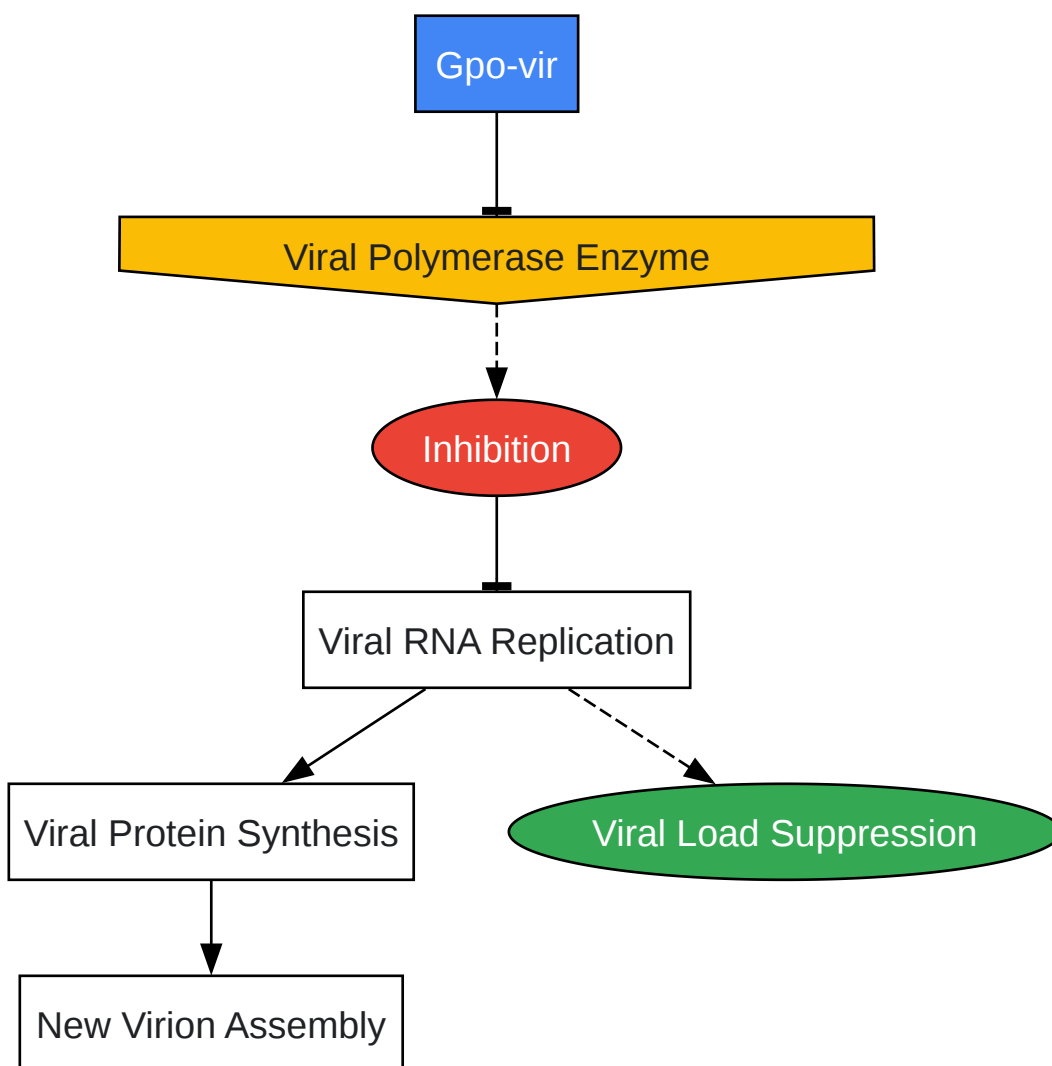 Gpo-vir
Viral Polymerase Enzyme
Inhibition
Viral RNA Replication
Viral Protein Synthesis
Viral Load Suppression
New Virion Assembly